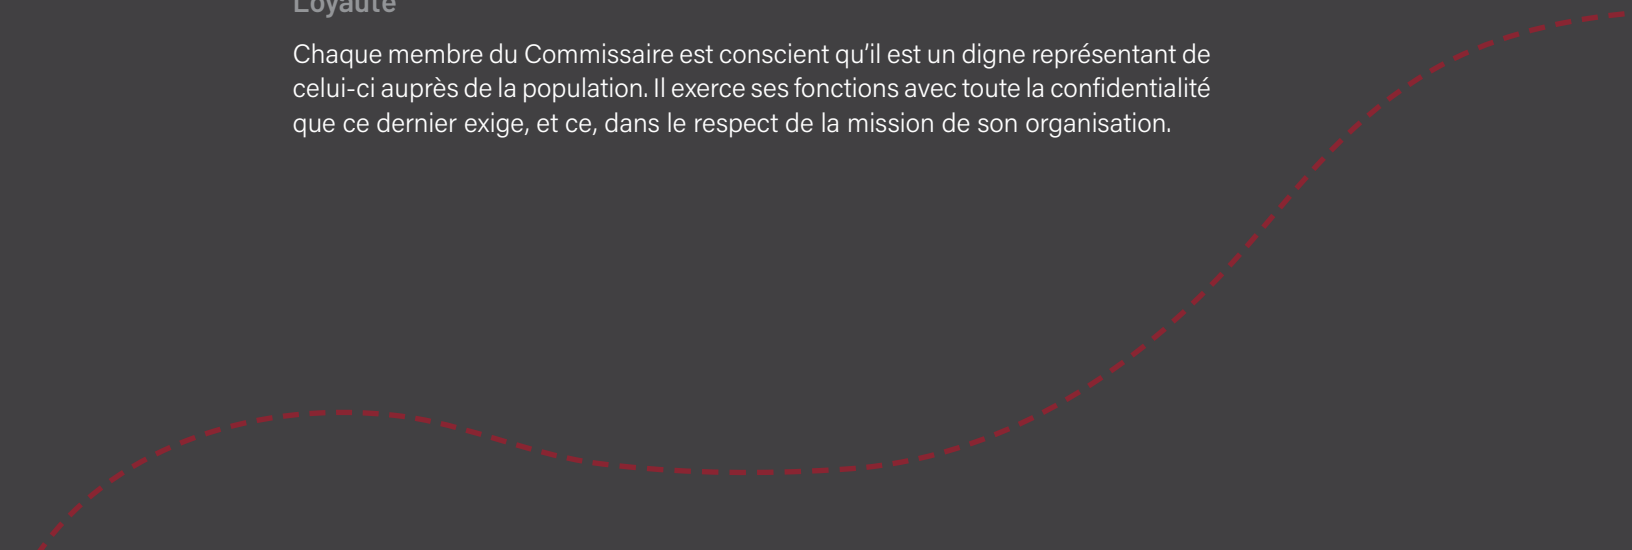 Loyauté
Chaque membre du Commissaire est conscient qu'il est un digne représentant de
celui-ci auprès de la population. Il exerce ses fonctions avec toute la confidentialité
que ce dernier exige, et ce, dans le respect de la mission de son organisation.